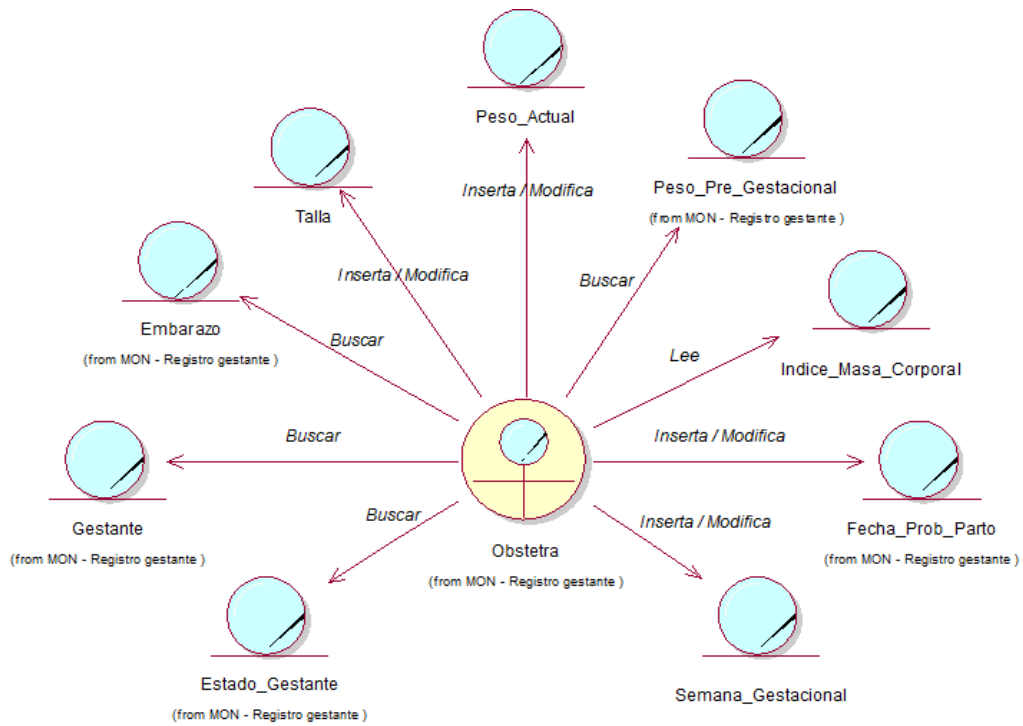 Peso_Actual
Inserta / Modifica
Peso_Pre_Gestacional
(from MON - Registro gestante )
Buscar
Talla
Inserta / Modifica
Embarazo
(from MON - Registro gestante )
Buscar
Lee
Indice_Masa_Corporal
Gestante
(from MON - Registro gestante )
Buscar
Inserta / Modifica
Fecha_Prob_Parto
(from MON - Registro gestante )
Obstetra
(from MON - Registro gestante )
Buscar
Estado_Gestante
(from MON - Registro gestante )
Inserta / Modifica
Semana_Gestacional